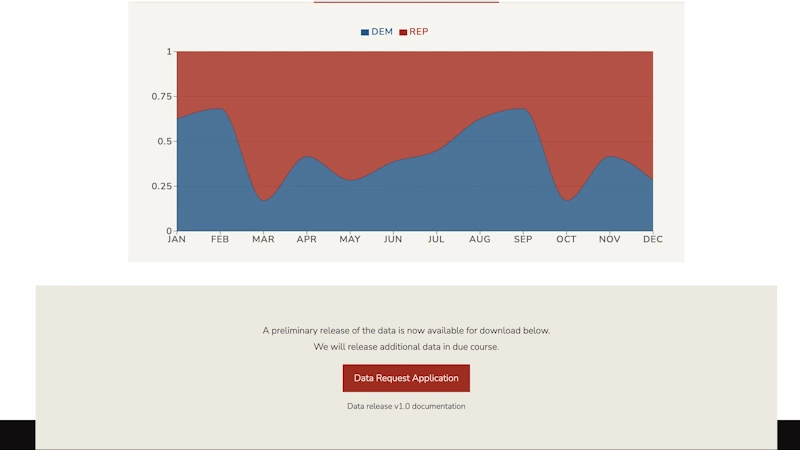 DEM REP
1
0.75
0.5
0.25
0
JAN FEB MAR APR MAY JUN JUL AUG SEP OCT NOV DEC
A preliminary release of the data is now available for download below.
We will release additional data in due course.
Data Request Application
Data release v1.0 documentation